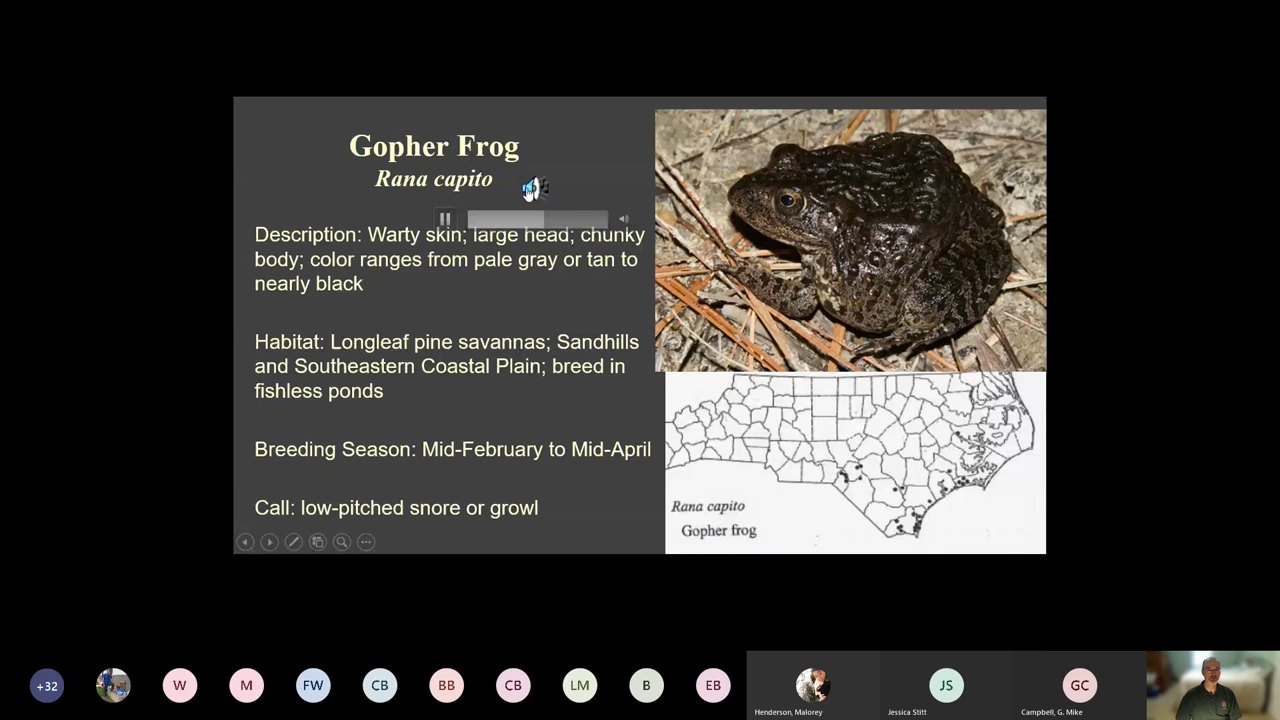 Gopher Frog
Rana capito
Description: Warty skin; large head; chunky
body; color ranges from pale gray or tan to
nearly black
Habitat: Longleaf pine savannas; Sandhills
and Southeastern Coastal Plain; breed in
fishless ponds
Breeding Season: Mid-February to Mid-April
Call: low-pitched snore or growl
Rana capito
Gopher frog
+32
W
M
FW
CB
BB
CB
LM
B
EB
Henderson, Malorey
JS
Jessica Stitt
GC
Campbell, G. Mike